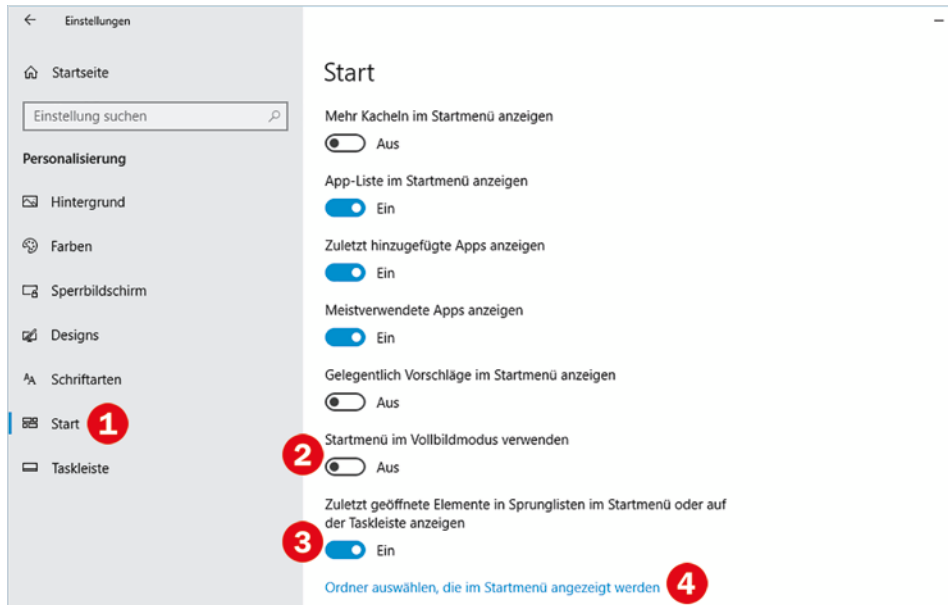 Einstellungen
Startseite
Einstellung suchen
Personalisierung
Hintergrund
Farben
Sperrbildschirm
Designs
Schriftarten
Start
1
Taskleiste
Start
Mehr Kacheln im Startmenü anzeigen
Aus
App-Liste im Startmenü anzeigen
Ein
Zuletzt hinzugefügte Apps anzeigen
Ein
Meistverwendete Apps anzeigen
Ein
Gelegentlich Vorschläge im Startmenü anzeigen
Aus
Startmenü im Vollbildmodus verwenden
2
Aus
Zuletzt geöffnete Elemente in Sprunglisten im Startmenü oder auf
der Taskleiste anzeigen
3
Ein
Ordner auswählen, die im Startmenü angezeigt werden
4